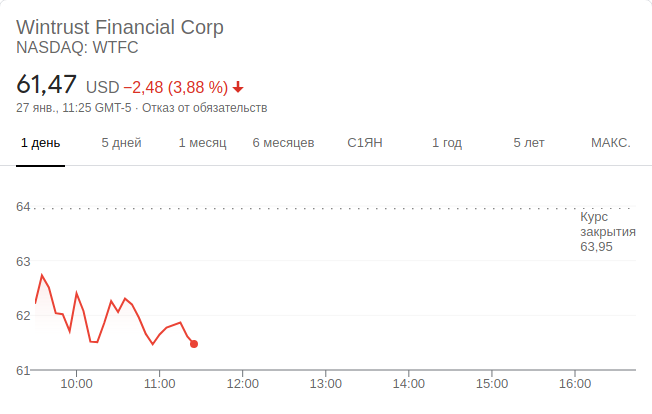 Wintrust Financial Corp
NASDAQ: WTFC
61,47 USD −2,48 (3,88 %)
27 янв., 11:25 GMT-5 · Отказ от обязательств
1 день 5 дней 1 месяц 6 месяцев С1ЯН 1 год 5 лет МАКС.
64
Курс
закрытия
63,95
63
62
61
10:00 11:00 12:00 13:00 14:00 15:00 16:00